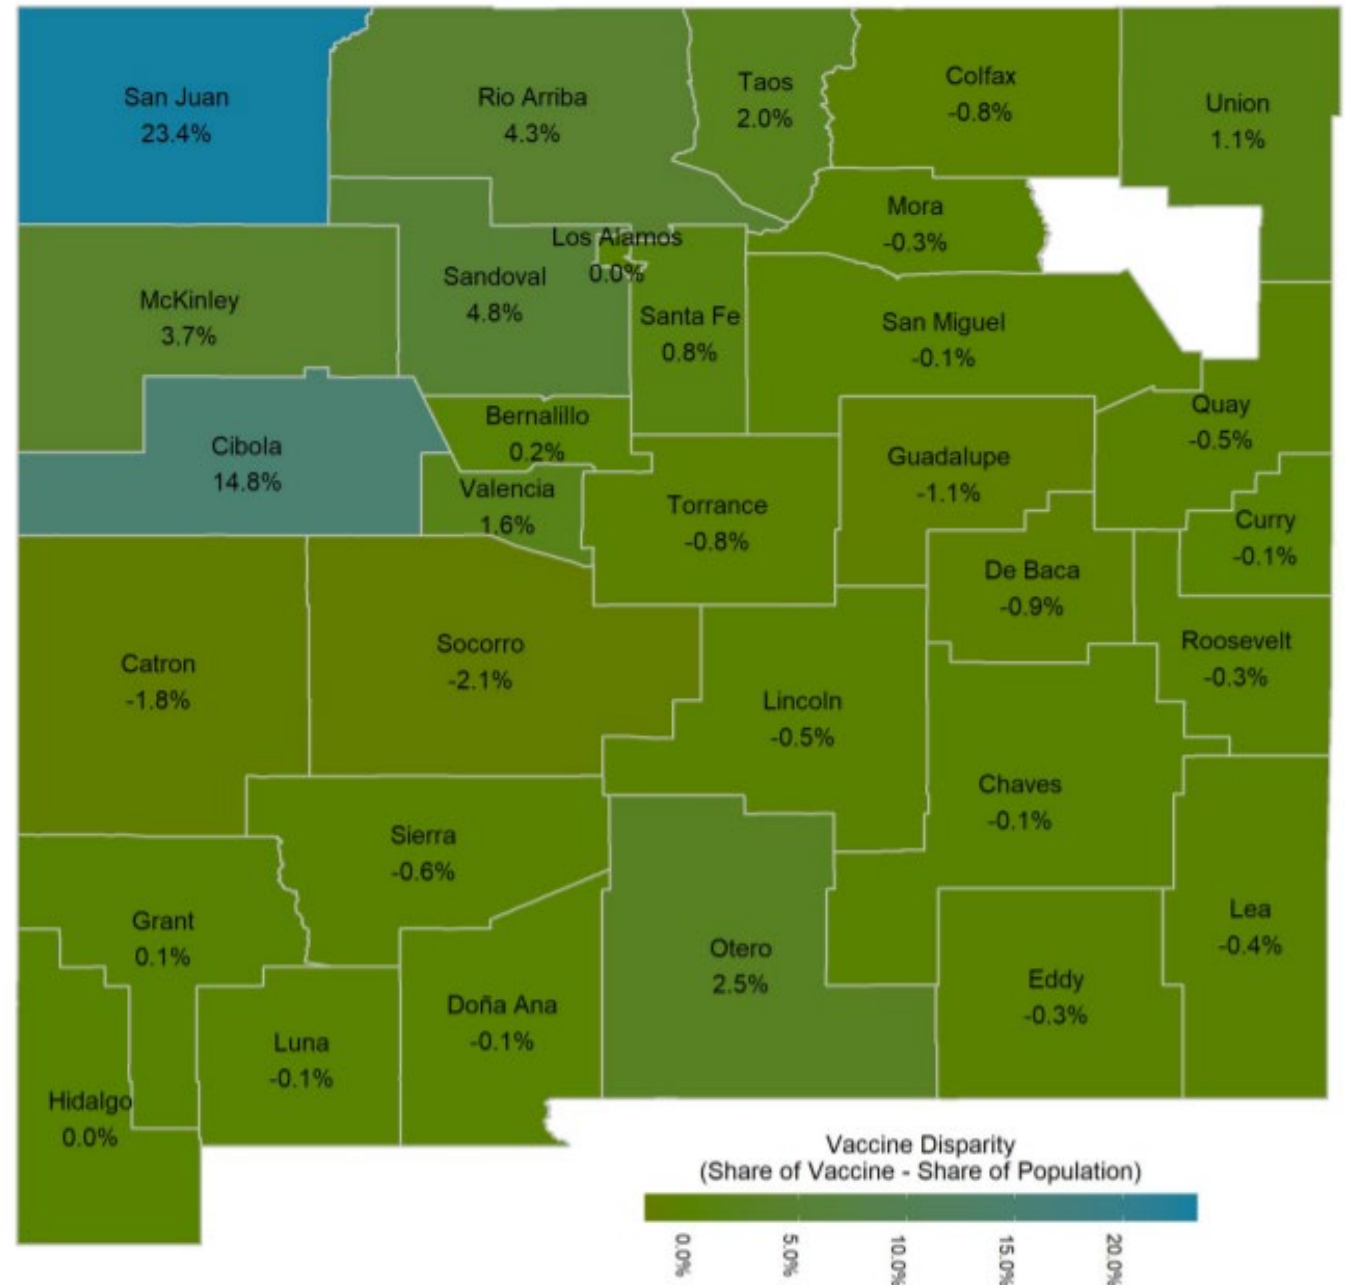 San Juan
23.4%
Rio Arriba
4.3%
Taos
2.0%
Colfax
-0.8%
Union
1.1%
Mora
-0.3%
Los Alamos
0.0%
Sandoval
4.8%
McKinley
3.7%
Santa Fe
0.8%
San Miguel
-0.1%
Quay
-0.5%
Bernalillo
0.2%
Cibola
14.8%
Guadalupe
-1.1%
Valencia
1.6%
Torrance
-0.8%
Curry
-0.1%
De Baca
-0.9%
Roosevelt
-0.3%
Catron
-1.8%
Socorro
-2.1%
Lincoln
-0.5%
Chaves
-0.1%
Sierra
-0.6%
Grant
0.1%
Otero
2.5%
Lea
-0.4%
Eddy
-0.3%
Doña Ana
-0.1%
Luna
-0.1%
Hidalgo
0.0%
Vaccine Disparity
(Share of Vaccine - Share of Population)
0.0%
5.0%
10.0%
15.0%
20.0%